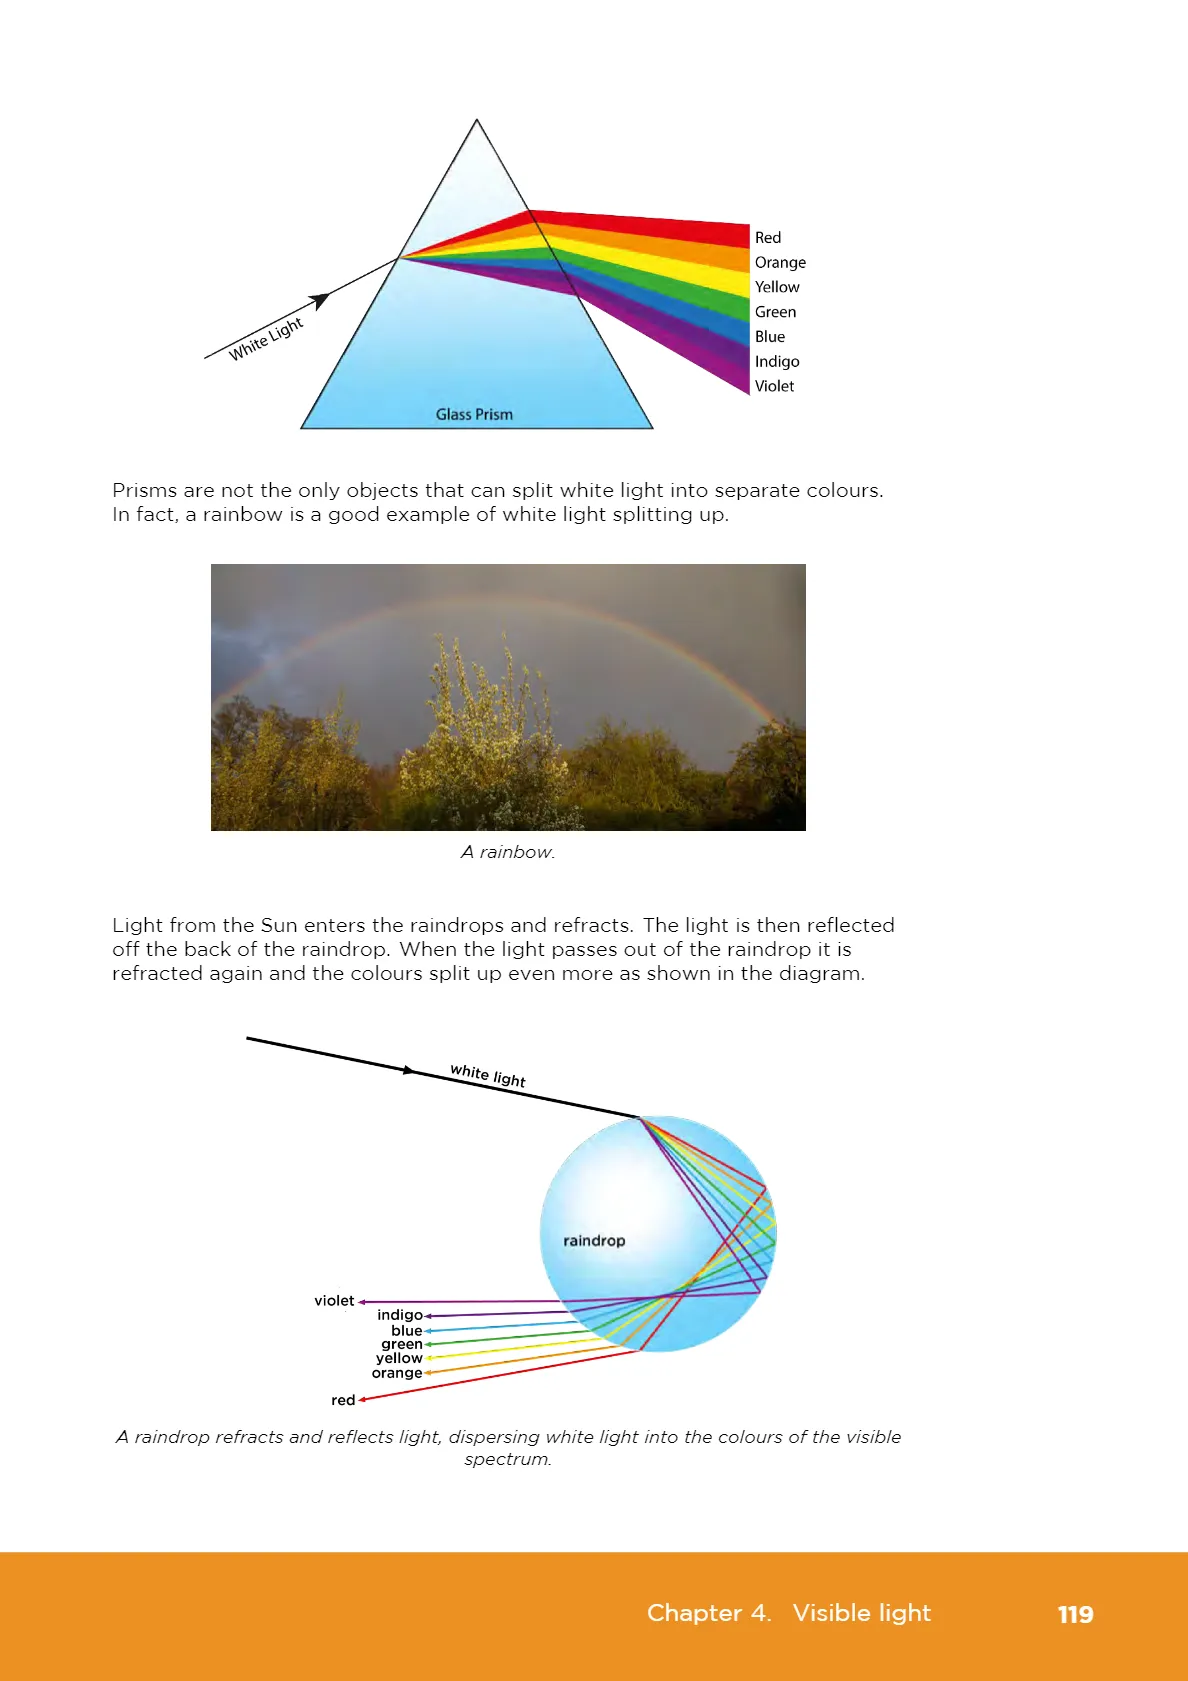 White Light
Red
Orange
Yellow
Green
Blue
Indigo
Violet
Glass Prism
Prisms are not the only objects that can split white light into separate colours.
In fact, a rainbow is a good example of white light splitting up.
A rainbow.
Light from the Sun enters the raindrops and refracts. The light is then reflected
off the back of the raindrop. When the light passes out of the raindrop it is
refracted again and the colours split up even more as shown in the diagram.
white light
raindrop
violet
indigo
blue
green
yellow
orange
red
A raindrop refracts and reflects light, dispersing white light into the colours of the visible
spectrum.
Chapter 4. Visible light 119